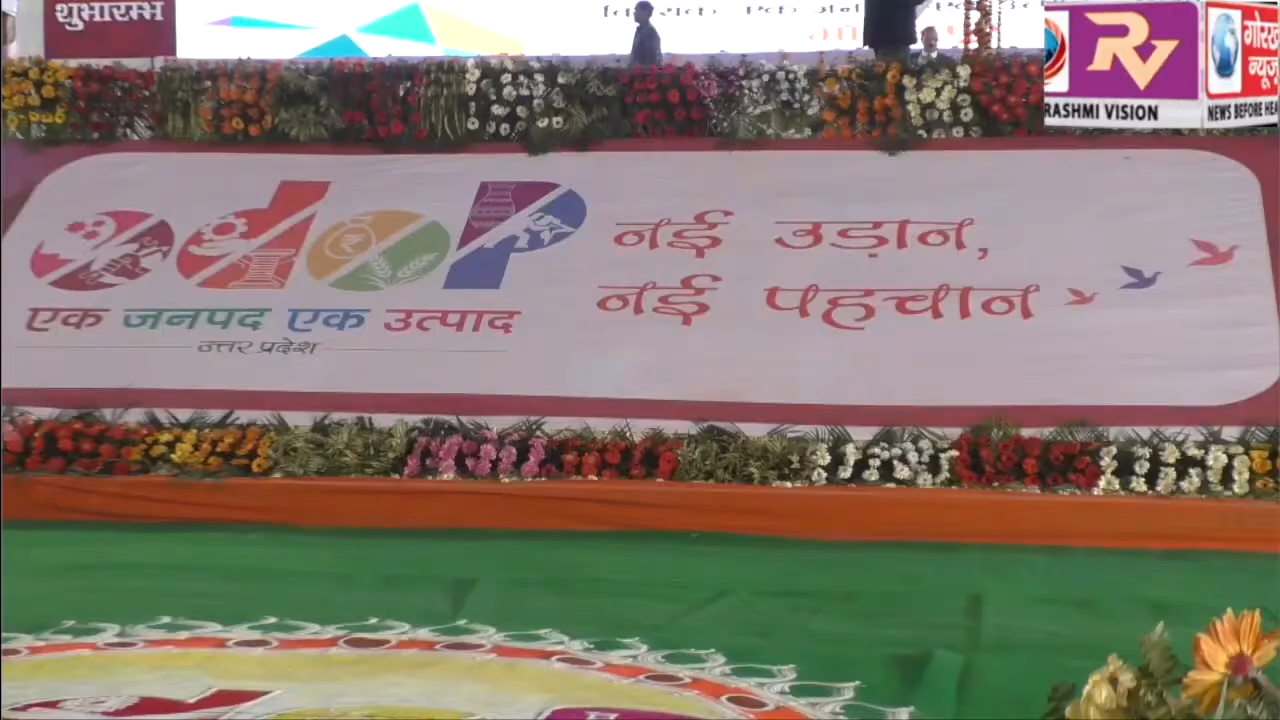 शुभारम्भ
RV
RASHMI VISION
गोरख
न्यूज
NEWS BEFORE HEA
odop
एक जनपद एक उत्पाद
उत्तर प्रदेश
नई उड़ान,
नई पहचान